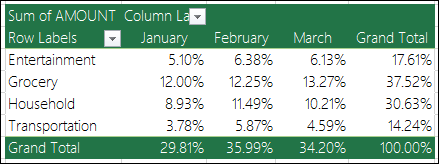 Sum of AMOUNT Column La
Row Labels January February March Grand Total
Entertainment 5.10% 6.38% 6.13% 17.61%
Grocery 12.00% 12.25% 13.27% 37.52%
Household 8.93% 11.49% 10.21% 30.63%
Transportation 3.78% 5.87% 4.59% 14.24%
Grand Total 29.81% 35.99% 34.20% 100.00%